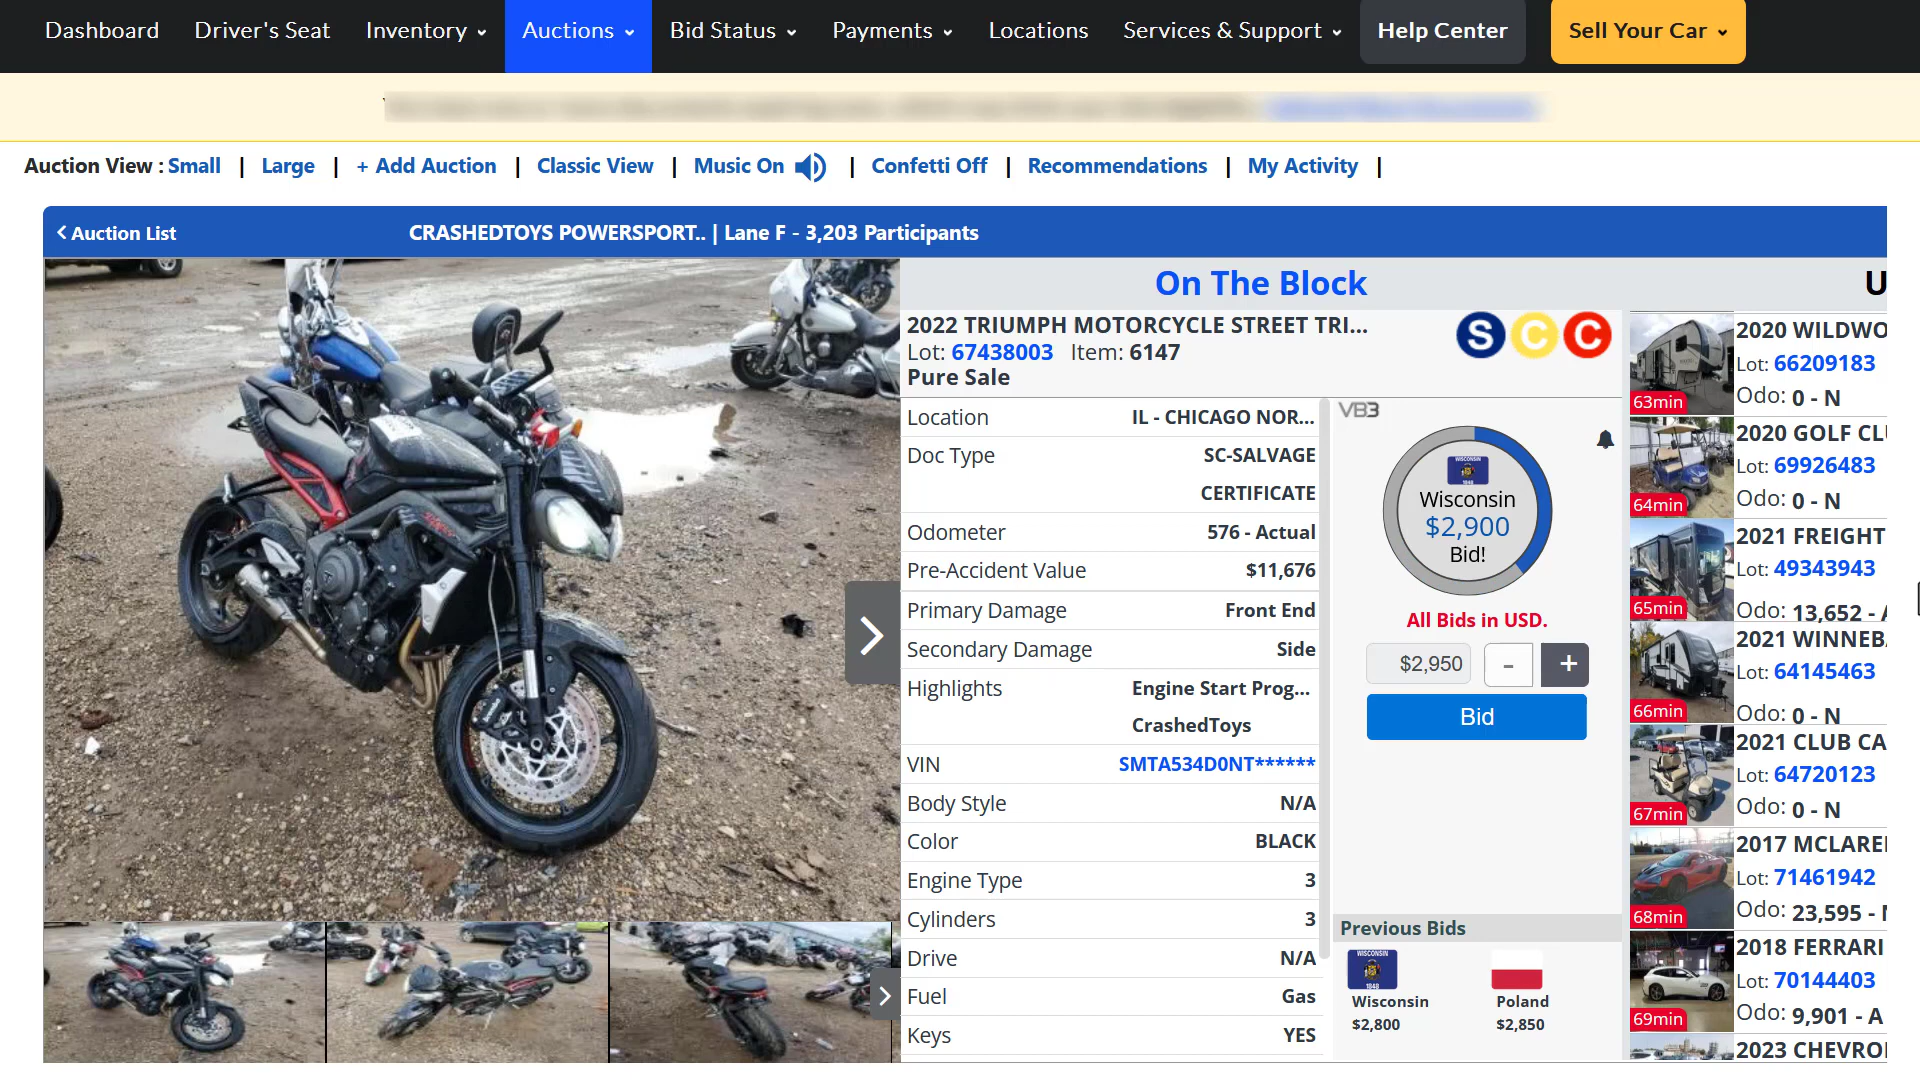 Dashboard
Driver's Seat
Inventory
Auctions
Bid Status
Payments
Locations
Services & Support
Help Center
Sell Your Car
Auction View : Small | Large | + Add Auction | Classic View | Music On | Confetti Off | Recommendations | My Activity |
Auction List
CRASHEDTOYS POWERSPORT.. | Lane F - 3,203 Participants
On The Block
2022 TRIUMPH MOTORCYCLE STREET TRI...
Lot: 67438003 Item: 6147
Pure Sale
S C C
Location IL - CHICAGO NOR...
Doc Type SC-SALVAGE
CERTIFICATE
Odometer 576 - Actual
Pre-Accident Value $11,676
Primary Damage Front End
Secondary Damage Side
Highlights Engine Start Prog...
CrashedToys
VIN SMTA534D0NT******
Body Style N/A
Color BLACK
Engine Type 3
Cylinders 3
Drive N/A
Fuel Gas
Keys YES
VB3
WISCONSIN
1848
Wisconsin
$2,900
Bid!
All Bids in USD.
$2,950 - +
Bid
Previous Bids
WISCONSIN
1848
Wisconsin
$2,800
Poland
$2,850
U
2020 WILDWO
Lot: 66209183
Odo: 0 - N
63min
2020 GOLF CLU
Lot: 69926483
Odo: 0 - N
64min
2021 FREIGHT
Lot: 49343943
Odo: 13,652 - A
65min
2021 WINNEBA
Lot: 64145463
Odo: 0 - N
66min
2021 CLUB CA
Lot: 64720123
Odo: 0 - N
67min
2017 MCLAREN
Lot: 71461942
Odo: 23,595 -
68min
2018 FERRARI
Lot: 70144403
Odo: 9,901 - A
69min
2023 CHEVROL